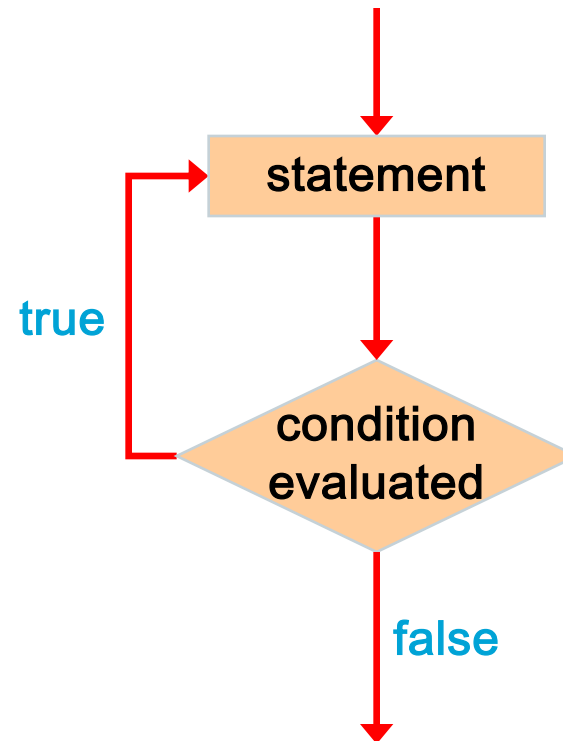 statement
true
condition
evaluated
false